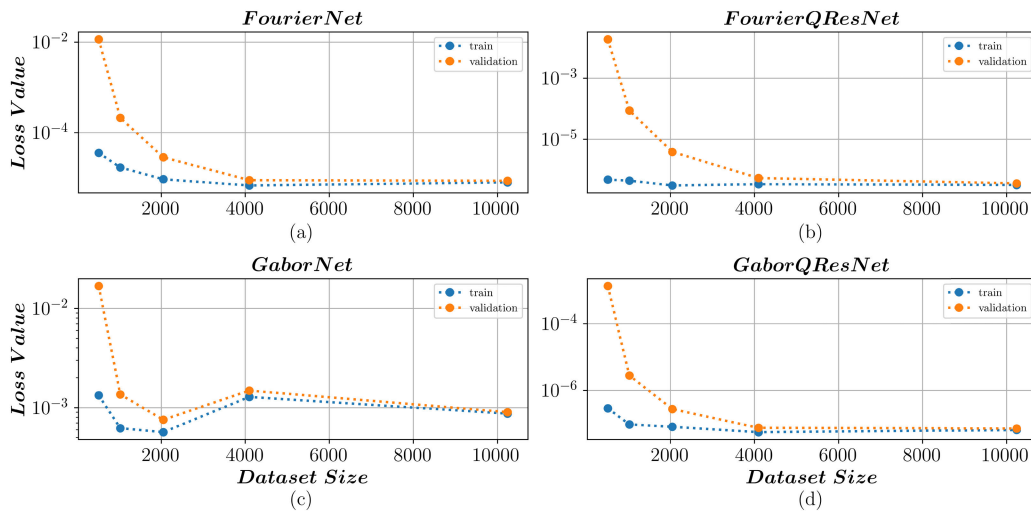 FourierNet
Loss Value
10⁻²
10⁻⁴
train
validation
2000 4000 6000 8000 10000
(a)
FourierQResNet
10⁻³
10⁻⁵
train
validation
2000 4000 6000 8000 10000
(b)
GaborNet
Loss Value
10⁻²
10⁻³
train
validation
2000 4000 6000 8000 10000
Dataset Size
(c)
GaborQResNet
10⁻⁴
10⁻⁶
train
validation
2000 4000 6000 8000 10000
Dataset Size
(d)